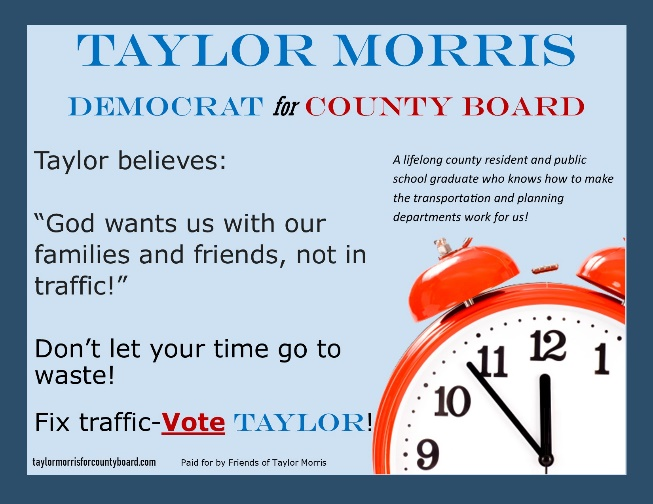 TAYLOR MORRIS
DEMOCRAT for COUNTY BOARD
Taylor believes:
“God wants us with our
families and friends, not in
traffic!”
Don’t let your time go to
waste!
Fix traffic-Vote TAYLOR!
A lifelong county resident and public
school graduate who knows how to make
the transportation and planning
departments work for us!
11 12 1
10
9
taylormorrisforcountyboard.com Paid for by Friends of Taylor Morris